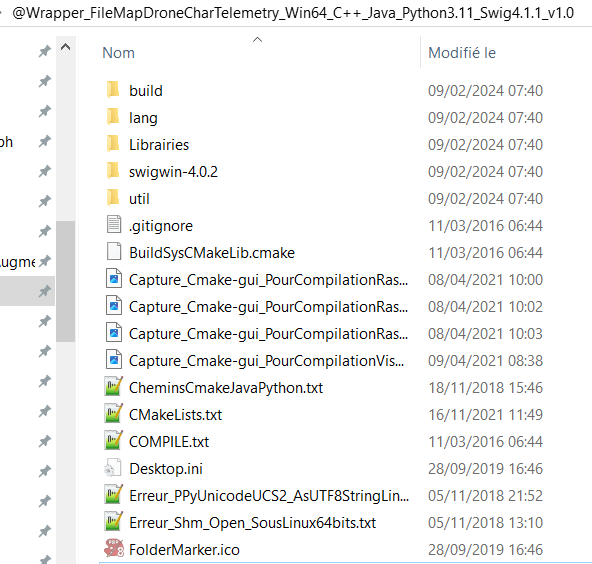 @Wrapper_FileMapDroneCharTelemetry_Win64_C++_Java_Python3.11_Swig4.1.1_v1.0
Nom Modifié le
build 09/02/2024 07:40
lang 09/02/2024 07:40
ph Librairies 09/02/2024 07:40
swigwin-4.0.2 09/02/2024 07:40
util 09/02/2024 07:40
.gitignore 11/03/2016 06:44
Augme BuildSysCMakeLib.cmake 11/03/2016 06:44
Capture_Cmake-gui_PourCompilationRas... 08/04/2021 10:00
Capture_Cmake-gui_PourCompilationRas... 08/04/2021 10:02
Capture_Cmake-gui_PourCompilationRas... 08/04/2021 10:03
Capture_Cmake-gui_PourCompilationVis... 09/04/2021 08:38
CheminsCmakeJavaPython.txt 18/11/2018 15:46
CMakeLists.txt 16/11/2021 11:49
COMPILE.txt 11/03/2016 06:44
Desktop.ini 28/09/2019 16:46
Erreur_PPyUnicodeUCS2_AsUTF8StringLin... 05/11/2018 21:52
Erreur_Shm_Open_SousLinux64bits.txt 05/11/2018 13:10
FolderMarker.ico 28/09/2019 16:46